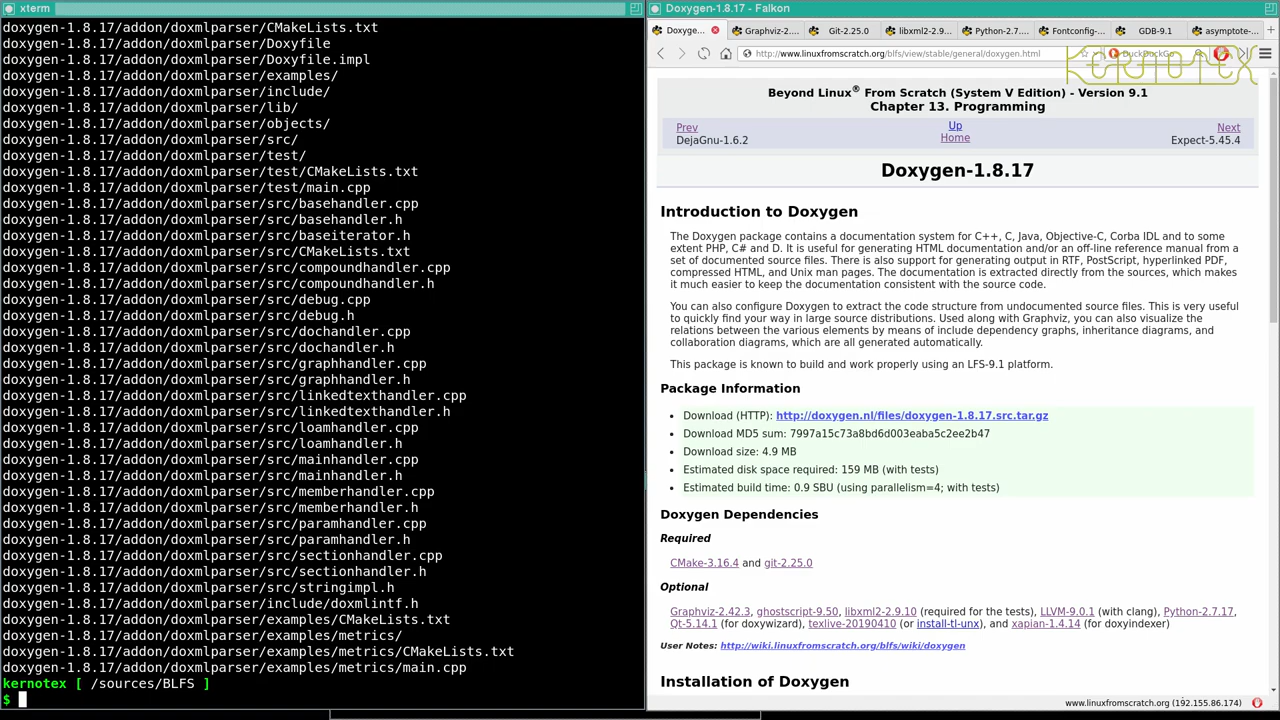 xterm
doxygen-1.8.17/addon/doxmlparser/CMakeLists.txt
doxygen-1.8.17/addon/doxmlparser/Doxyfile
doxygen-1.8.17/addon/doxmlparser/Doxyfile.impl
doxygen-1.8.17/addon/doxmlparser/examples/
doxygen-1.8.17/addon/doxmlparser/include/
doxygen-1.8.17/addon/doxmlparser/lib/
doxygen-1.8.17/addon/doxmlparser/objects/
doxygen-1.8.17/addon/doxmlparser/src/
doxygen-1.8.17/addon/doxmlparser/test/
doxygen-1.8.17/addon/doxmlparser/test/CMakeLists.txt
doxygen-1.8.17/addon/doxmlparser/test/main.cpp
doxygen-1.8.17/addon/doxmlparser/src/basehandler.cpp
doxygen-1.8.17/addon/doxmlparser/src/basehandler.h
doxygen-1.8.17/addon/doxmlparser/src/baseiterator.h
doxygen-1.8.17/addon/doxmlparser/src/CMakeLists.txt
doxygen-1.8.17/addon/doxmlparser/src/compoundhandler.cpp
doxygen-1.8.17/addon/doxmlparser/src/compoundhandler.h
doxygen-1.8.17/addon/doxmlparser/src/debug.cpp
doxygen-1.8.17/addon/doxmlparser/src/debug.h
doxygen-1.8.17/addon/doxmlparser/src/dochandler.cpp
doxygen-1.8.17/addon/doxmlparser/src/dochandler.h
doxygen-1.8.17/addon/doxmlparser/src/graphhandler.cpp
doxygen-1.8.17/addon/doxmlparser/src/graphhandler.h
doxygen-1.8.17/addon/doxmlparser/src/linkedtexthandler.cpp
doxygen-1.8.17/addon/doxmlparser/src/linkedtexthandler.h
doxygen-1.8.17/addon/doxmlparser/src/loamhandler.cpp
doxygen-1.8.17/addon/doxmlparser/src/loamhandler.h
doxygen-1.8.17/addon/doxmlparser/src/mainhandler.cpp
doxygen-1.8.17/addon/doxmlparser/src/mainhandler.h
doxygen-1.8.17/addon/doxmlparser/src/memberhandler.cpp
doxygen-1.8.17/addon/doxmlparser/src/memberhandler.h
doxygen-1.8.17/addon/doxmlparser/src/paramhandler.cpp
doxygen-1.8.17/addon/doxmlparser/src/paramhandler.h
doxygen-1.8.17/addon/doxmlparser/src/sectionhandler.cpp
doxygen-1.8.17/addon/doxmlparser/src/sectionhandler.h
doxygen-1.8.17/addon/doxmlparser/src/stringimpl.h
doxygen-1.8.17/addon/doxmlparser/include/doxmlintf.h
doxygen-1.8.17/addon/doxmlparser/examples/CMakeLists.txt
doxygen-1.8.17/addon/doxmlparser/examples/metrics/
doxygen-1.8.17/addon/doxmlparser/examples/metrics/CMakeLists.txt
doxygen-1.8.17/addon/doxmlparser/examples/metrics/main.cpp
kernotex [ /sources/BLFS ]
$
Doxygen-1.8.17 - Falkon
Doxyge... Graphviz-2.... Git-2.25.0 libxml2-2.9.... Python-2.7.... Fontconfig-... GDB-9.1 asymptote-...
http://www.linuxfromscratch.org/blfs/view/stable/general/doxygen.html DuckDuckGo
KERNOTEX
Beyond Linux® From Scratch (System V Edition) - Version 9.1
Chapter 13. Programming
Prev Up Next
DejaGnu-1.6.2 Home Expect-5.45.4
Doxygen-1.8.17
Introduction to Doxygen
The Doxygen package contains a documentation system for C++, C, Java, Objective-C, Corba IDL and to some
extent PHP, C# and D. It is useful for generating HTML documentation and/or an off-line reference manual from a
set of documented source files. There is also support for generating output in RTF, PostScript, hyperlinked PDF,
compressed HTML, and Unix man pages. The documentation is extracted directly from the sources, which makes
it much easier to keep the documentation consistent with the source code.
You can also configure Doxygen to extract the code structure from undocumented source files. This is very useful
to quickly find your way in large source distributions. Used along with Graphviz, you can also visualize the
relations between the various elements by means of include dependency graphs, inheritance diagrams, and
collaboration diagrams, which are all generated automatically.
This package is known to build and work properly using an LFS-9.1 platform.
Package Information
• Download (HTTP): http://doxygen.nl/files/doxygen-1.8.17.src.tar.gz
• Download MD5 sum: 7997a15c73a8bd6d003eaba5c2ee2b47
• Download size: 4.9 MB
• Estimated disk space required: 159 MB (with tests)
• Estimated build time: 0.9 SBU (using parallelism=4; with tests)
Doxygen Dependencies
Required
CMake-3.16.4 and git-2.25.0
Optional
Graphviz-2.42.3, ghostscript-9.50, libxml2-2.9.10 (required for the tests), LLVM-9.0.1 (with clang), Python-2.7.17,
Qt-5.14.1 (for doxywizard), texlive-20190410 (or install-tl-unx), and xapian-1.4.14 (for doxyindexer)
User Notes: http://wiki.linuxfromscratch.org/blfs/wiki/doxygen
Installation of Doxygen
www.linuxfromscratch.org (192.155.86.174)